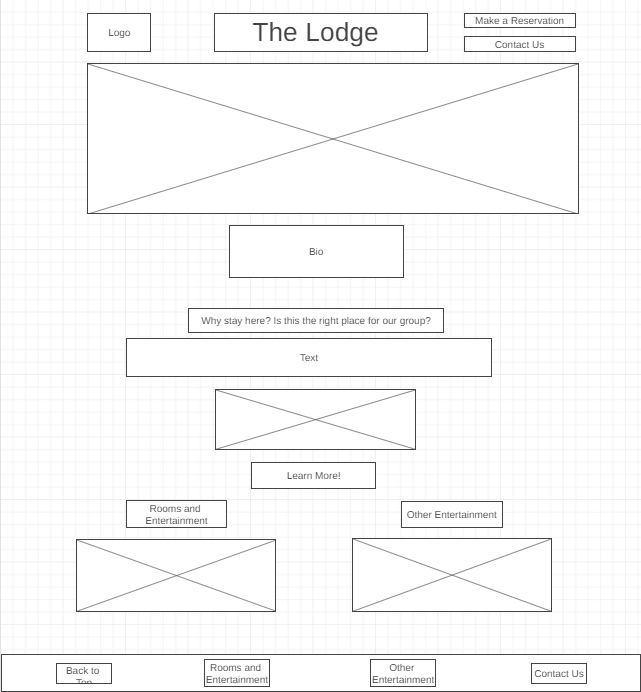 Logo
The Lodge
Make a Reservation
Contact Us
Bio
Why stay here? Is this the right place for our group?
Text
Learn More!
Rooms and
Entertainment
Other Entertainment
Back to
Top
Rooms and
Entertainment
Other
Entertainment
Contact Us